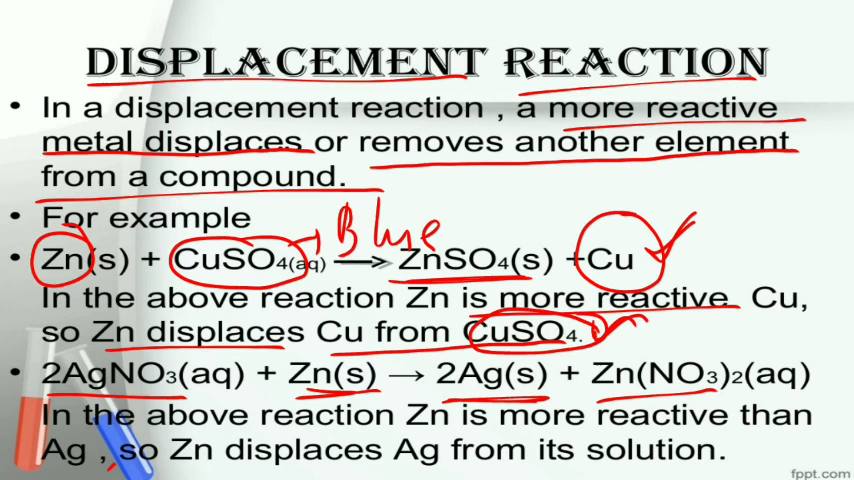 DISPLACEMENT REACTION
• In a displacement reaction , a more reactive
metal displaces or removes another element
from a compound.
• For example
Blue
• Zn(s) + CuSO₄(aq) —> ZnSO₄(s) +Cu
In the above reaction Zn is more reactive Cu,
so Zn displaces Cu from CuSO₄.
• 2AgNO₃(aq) + Zn(s) → 2Ag(s) + Zn(NO₃)₂(aq)
In the above reaction Zn is more reactive than
Ag , so Zn displaces Ag from its solution.
fppt.com